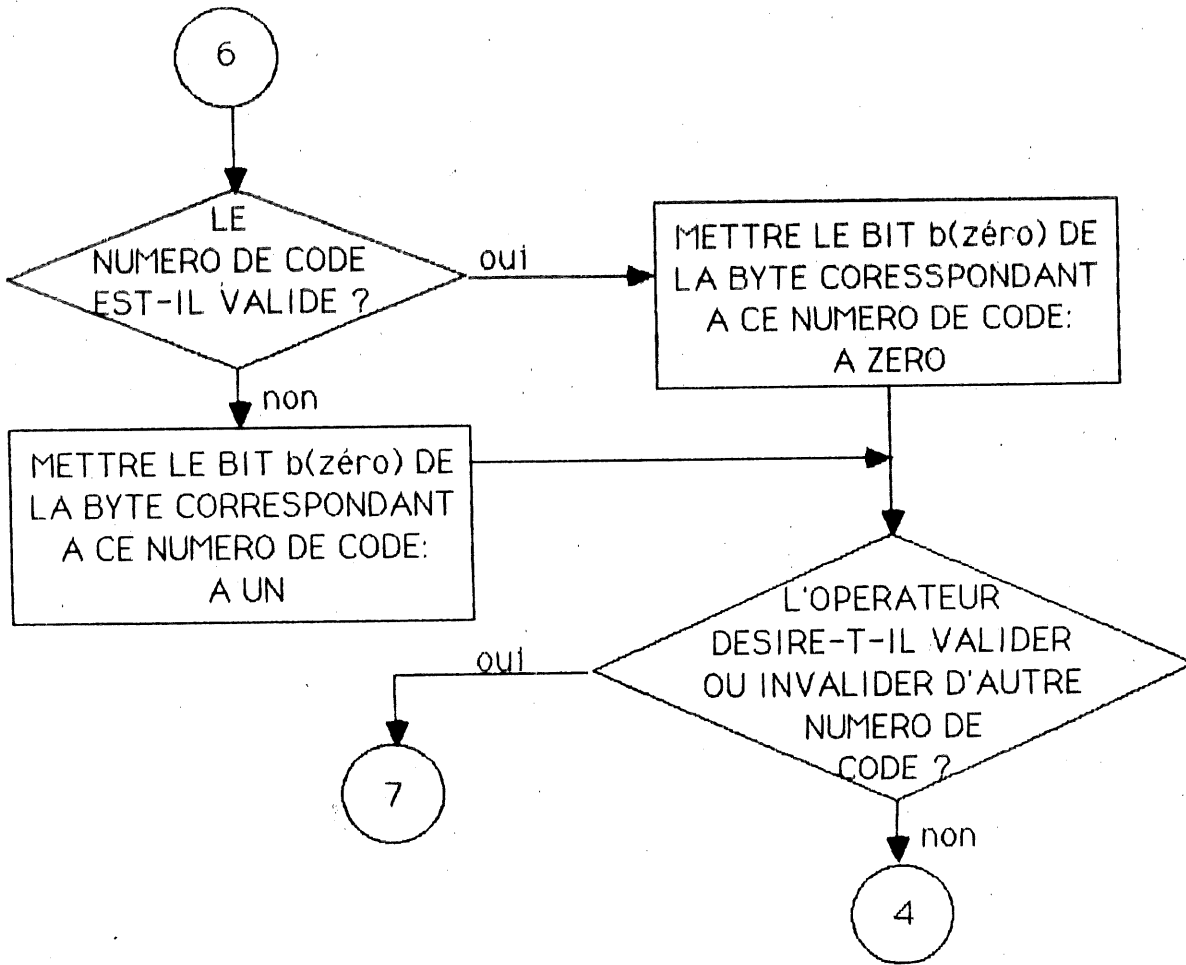 6
LE
NUMERO DE CODE
EST-IL VALIDE ?
oui
METTRE LE BIT b(zéro) DE
LA BYTE CORESSPONDANT
A CE NUMERO DE CODE:
A ZERO
non
METTRE LE BIT b(zéro) DE
LA BYTE CORRESPONDANT
A CE NUMERO DE CODE:
A UN
L'OPERATEUR
DESIRE-T-IL VALIDER
OU INVALIDER D'AUTRE
NUMERO DE
CODE ?
oui
7
non
4